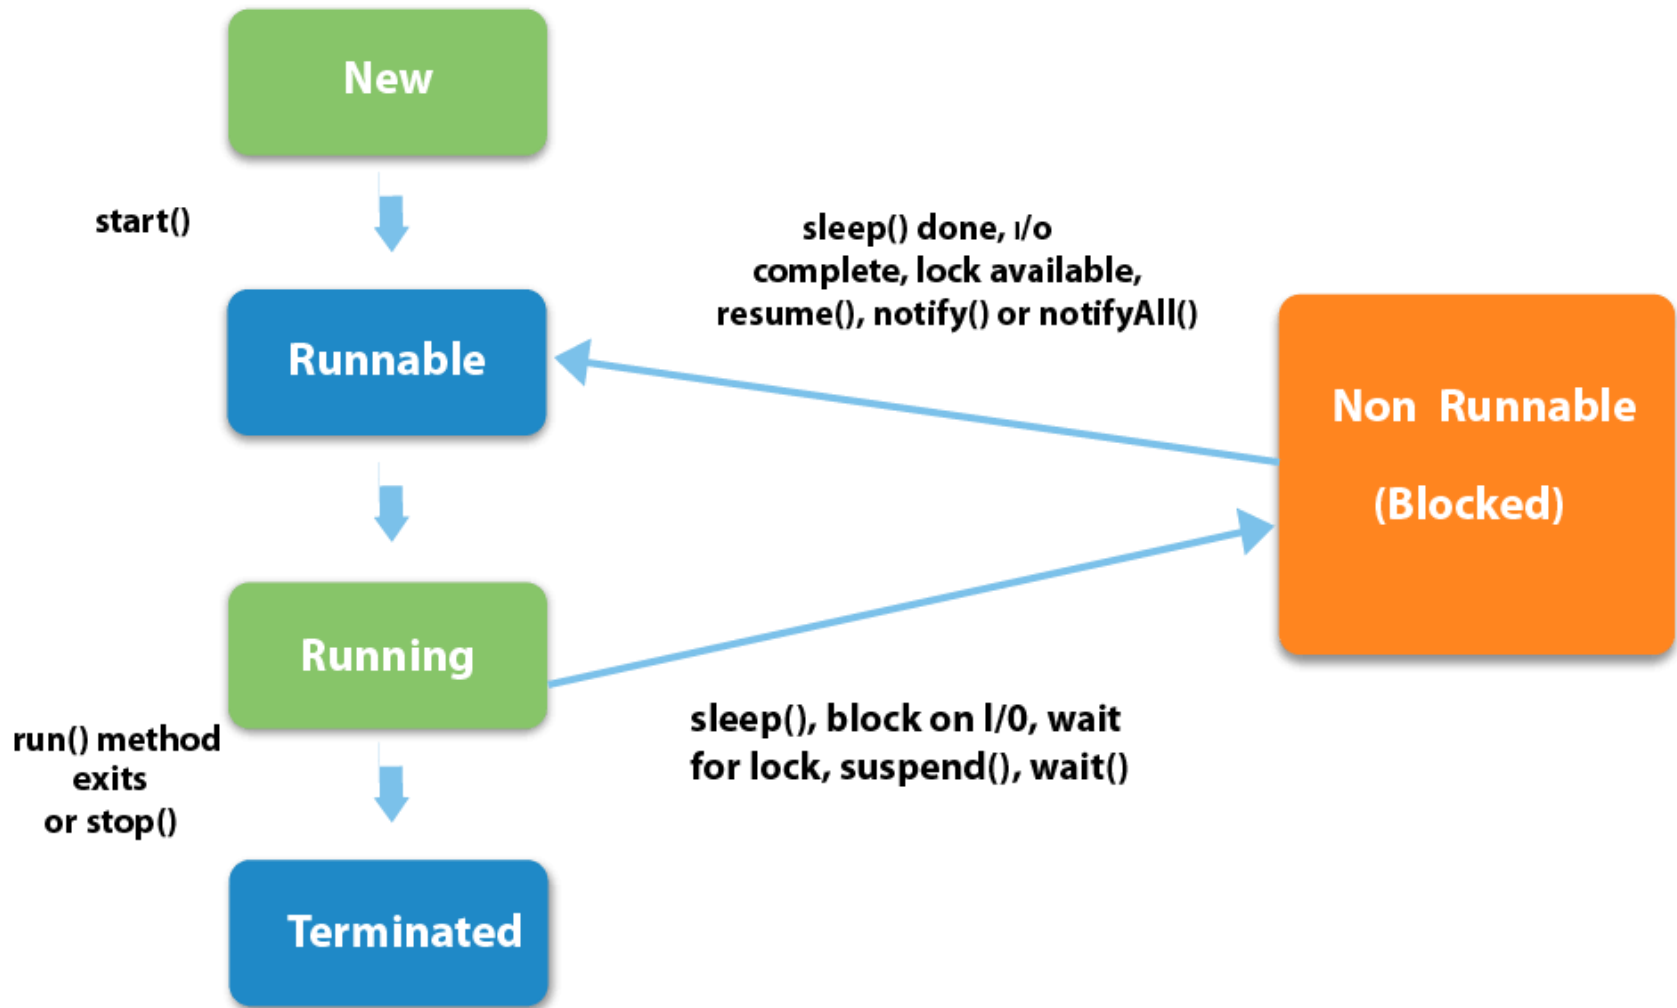 New
start()
sleep() done, I/o
complete, lock available,
resume(), notify() or notifyAll()
Runnable
Non Runnable
(Blocked)
Running
sleep(), block on l/0, wait
for lock, suspend(), wait()
run() method
exits
or stop()
Terminated